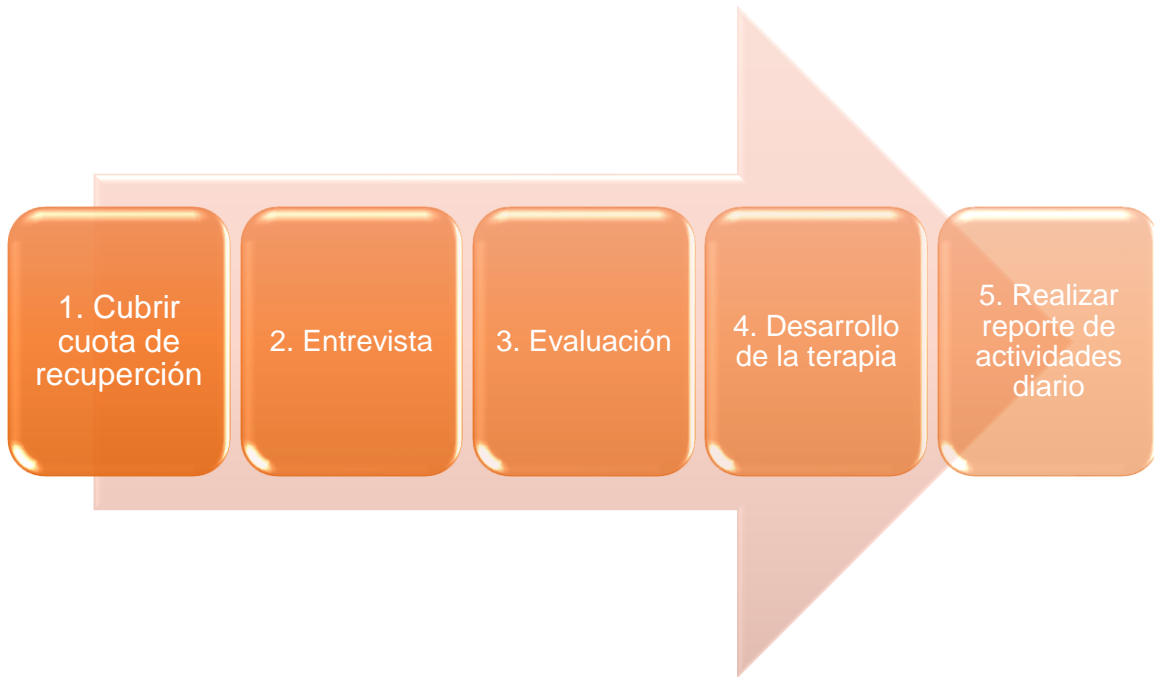 1. Cubrir
cuota de
recuperción
2. Entrevista
3. Evaluación
4. Desarrollo
de la terapia
5. Realizar
reporte de
actividades
diario